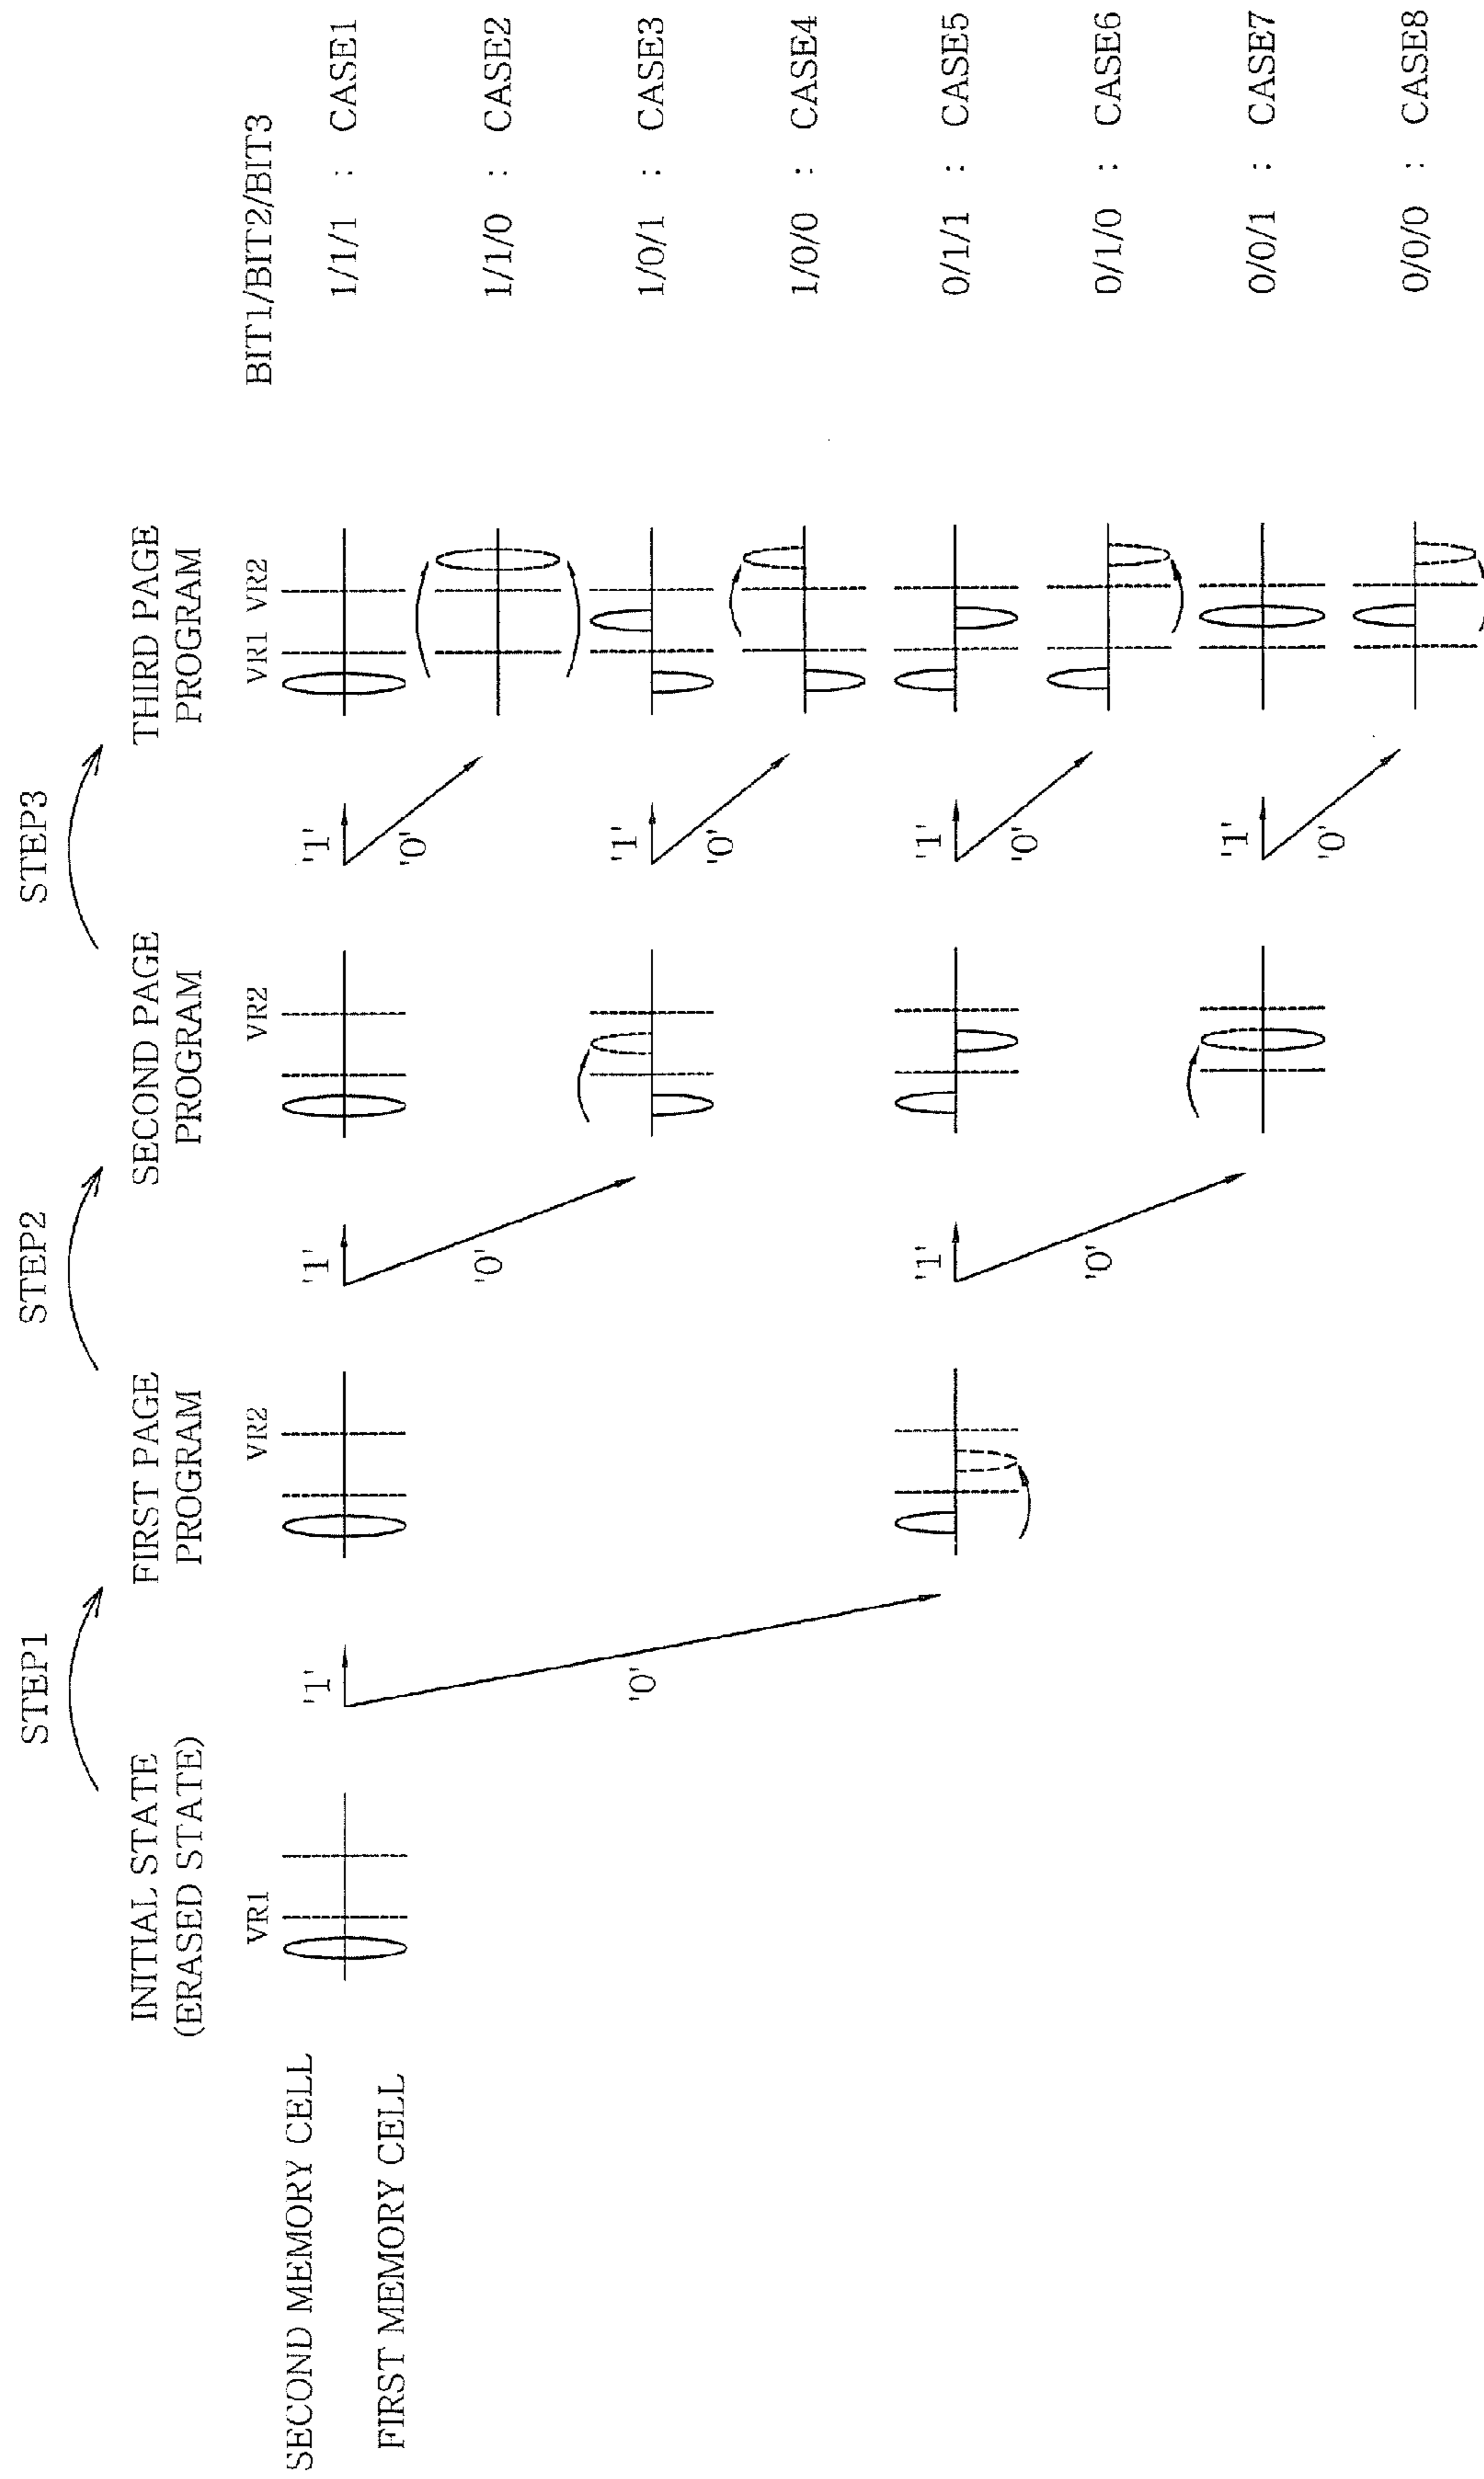 STEP1
STEP2
STEP3
INITIAL STATE
(ERASED STATE)
FIRST PAGE
PROGRAM
SECOND PAGE
PROGRAM
THIRD PAGE
PROGRAM
VR1
VR2
VR2
VR1 VR2
BIT1/BIT2/BIT3
SECOND MEMORY CELL
FIRST MEMORY CELL
'1'
'1'
'1'
1/1/1 : CASE1
'0'
1/1/0 : CASE2
'0'
'1'
1/0/1 : CASE3
'0'
'0'
1/0/0 : CASE4
'1'
'1'
0/1/1 : CASE5
'0'
0/1/0 : CASE6
'0'
'1'
0/0/1 : CASE7
'0'
0/0/0 : CASE8